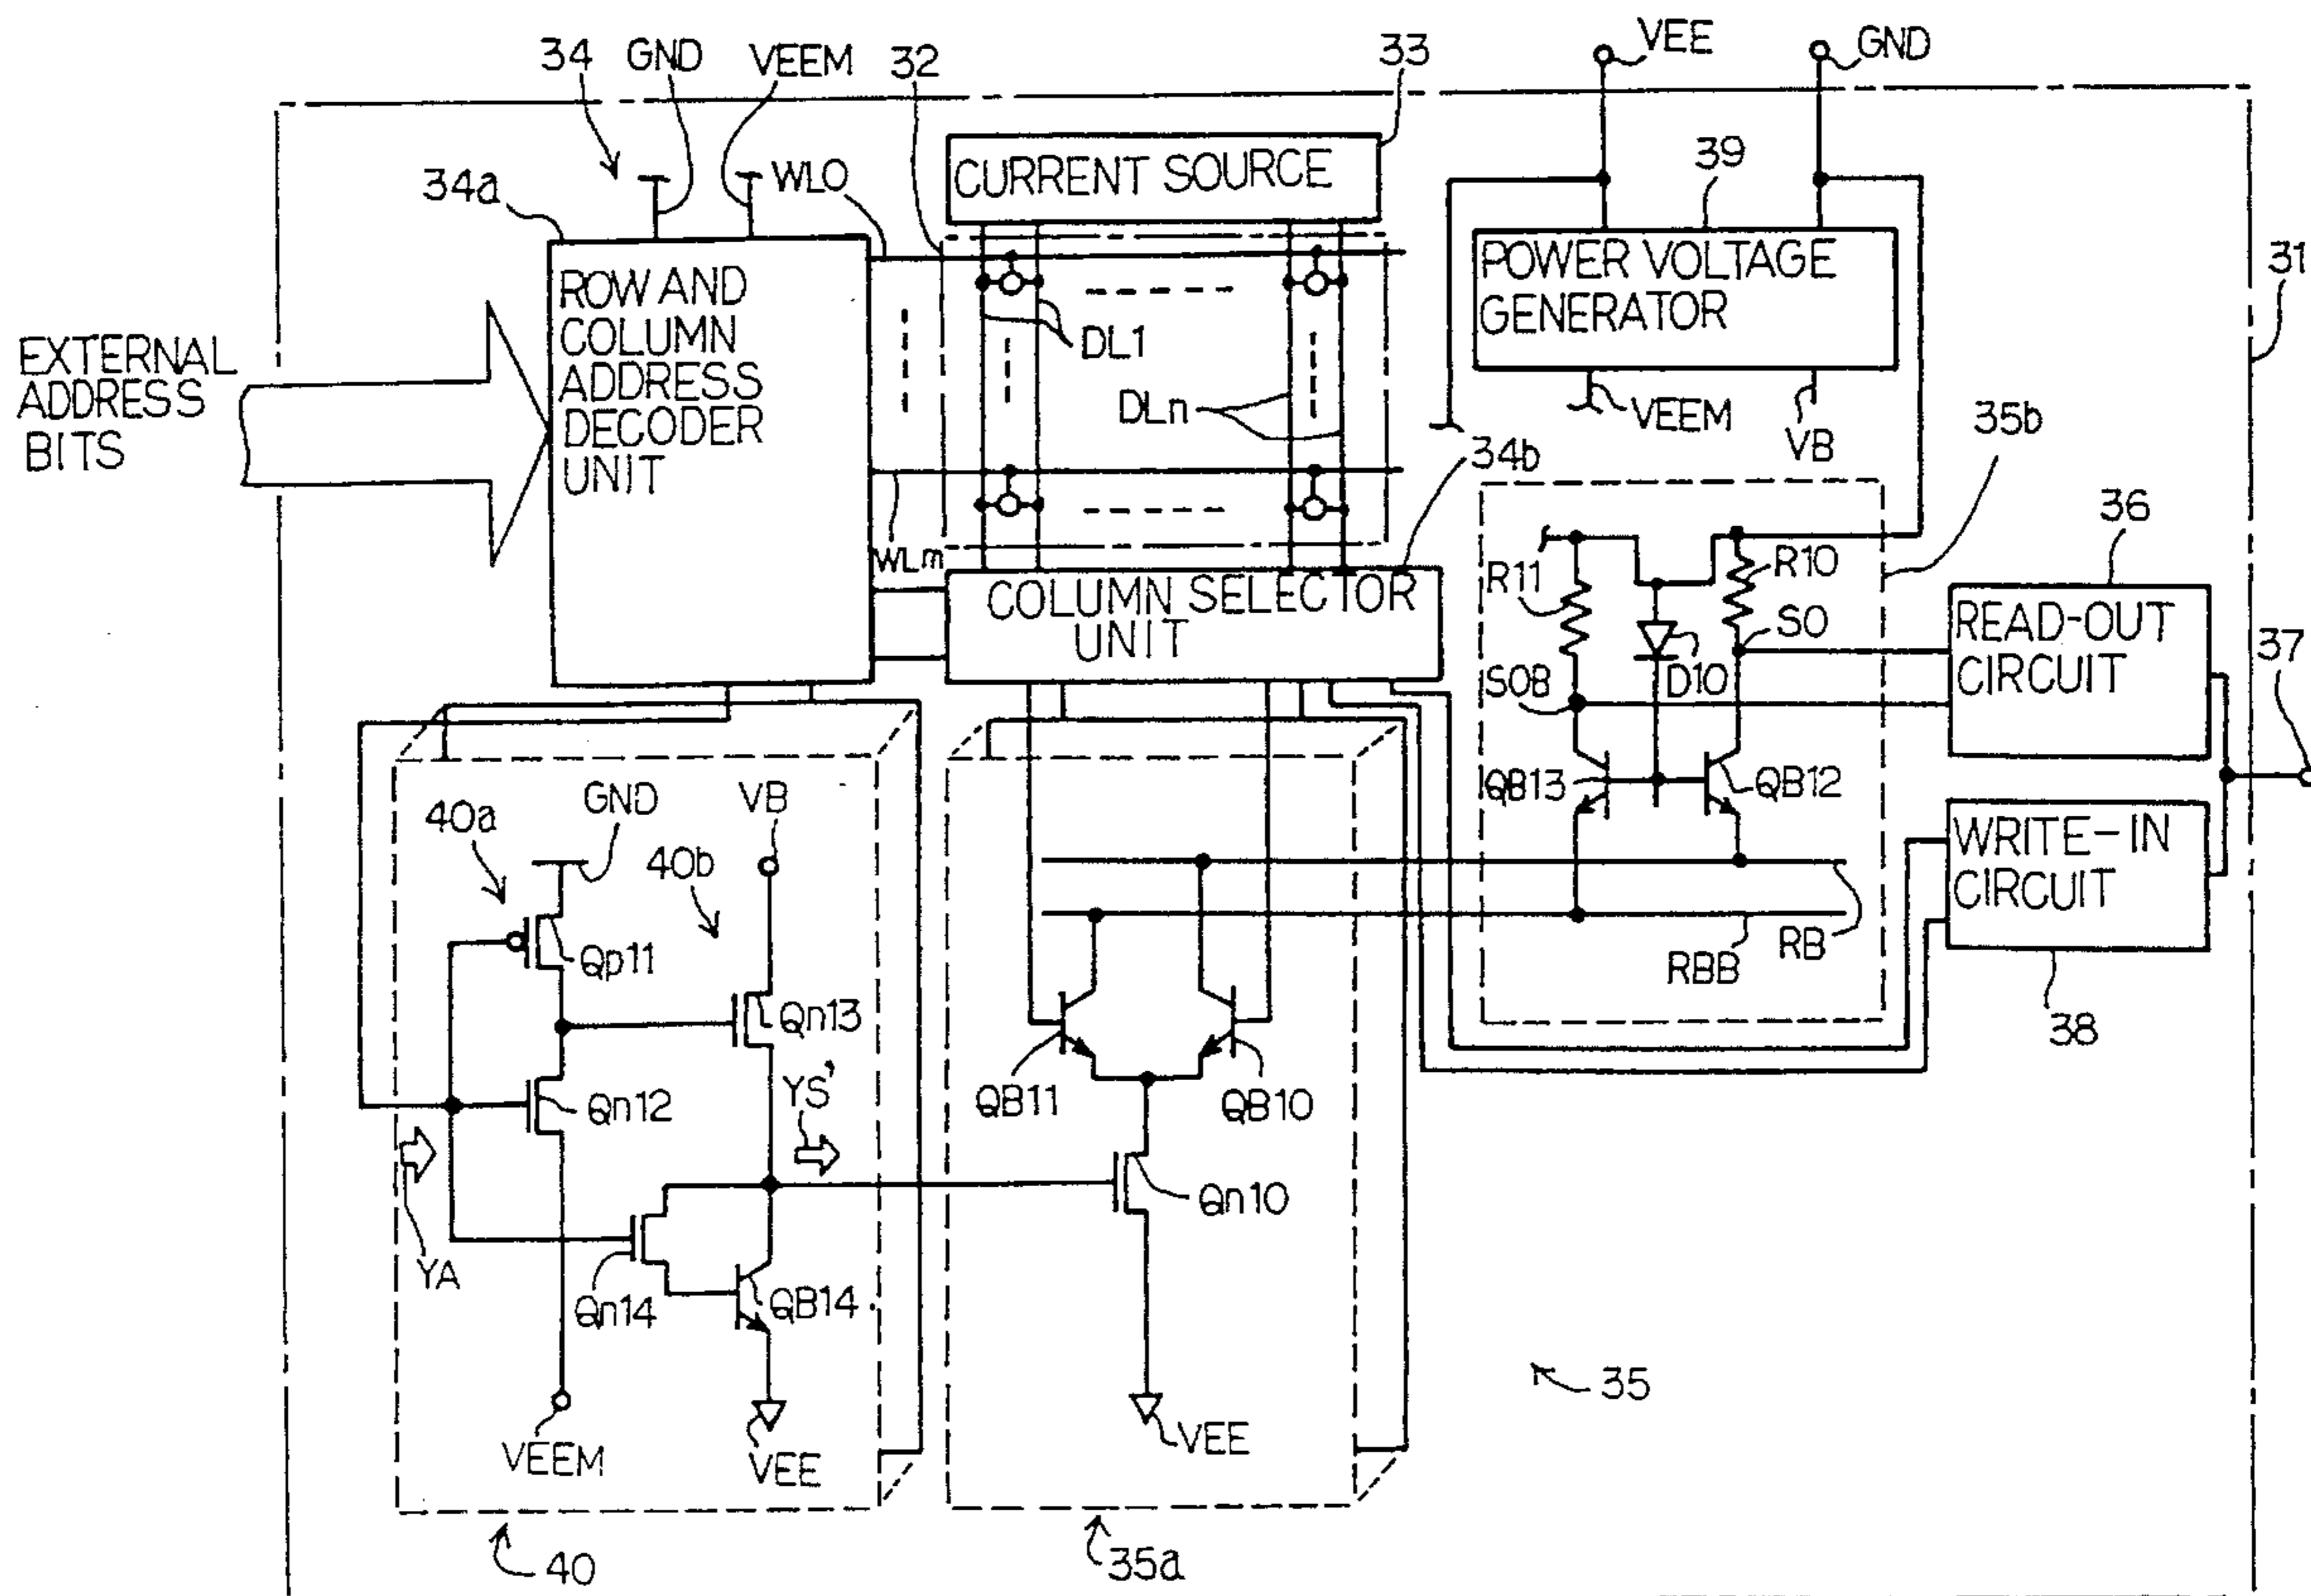 34
GND
VEEM
32
33
VEE
GND
34a
WL0
CURRENT SOURCE
39
31
ROW AND
COLUMN
ADDRESS
DECODER
UNIT
POWER VOLTAGE
GENERATOR
EXTERNAL
ADDRESS
BITS
DL1
DLn
VEEM
VB
35b
34b
WLm
COLUMN SELECTOR
UNIT
R11
R10
SO
36
READ-OUT
CIRCUIT
37
SOB
D10
QB13
QB12
40a
GND
VB
40b
WRITE-IN
CIRCUIT
Qp11
Qn13
RBB
RB
38
Qn12
YS'
QB11
QB10
YA
Qn10
Qn14
QB14
VEEM
VEE
VEE
35
40
35a